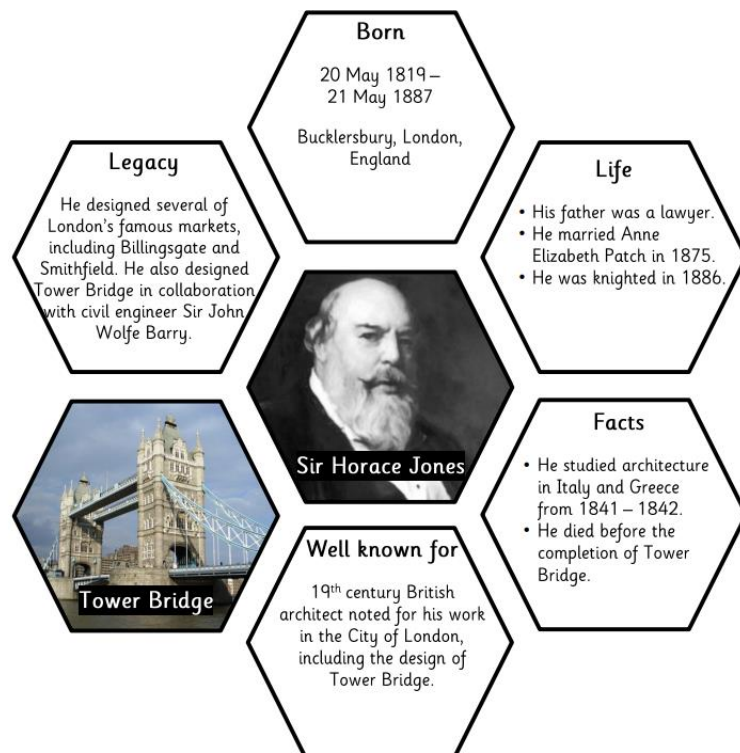 Born
20 May 1819 –
21 May 1887
Bucklersbury, London,
England
Legacy
He designed several of
London's famous markets,
including Billingsgate and
Smithfield. He also designed
Tower Bridge in collaboration
with civil engineer Sir John
Wolfe Barry.
Life
• His father was a lawyer.
• He married Anne
Elizabeth Patch in 1875.
• He was knighted in 1886.
Sir Horace Jones
Tower Bridge
Facts
• He studied architecture
in Italy and Greece
from 1841 – 1842.
• He died before the
completion of Tower
Bridge.
Well known for
19th century British
architect noted for his work
in the City of London,
including the design of
Tower Bridge.